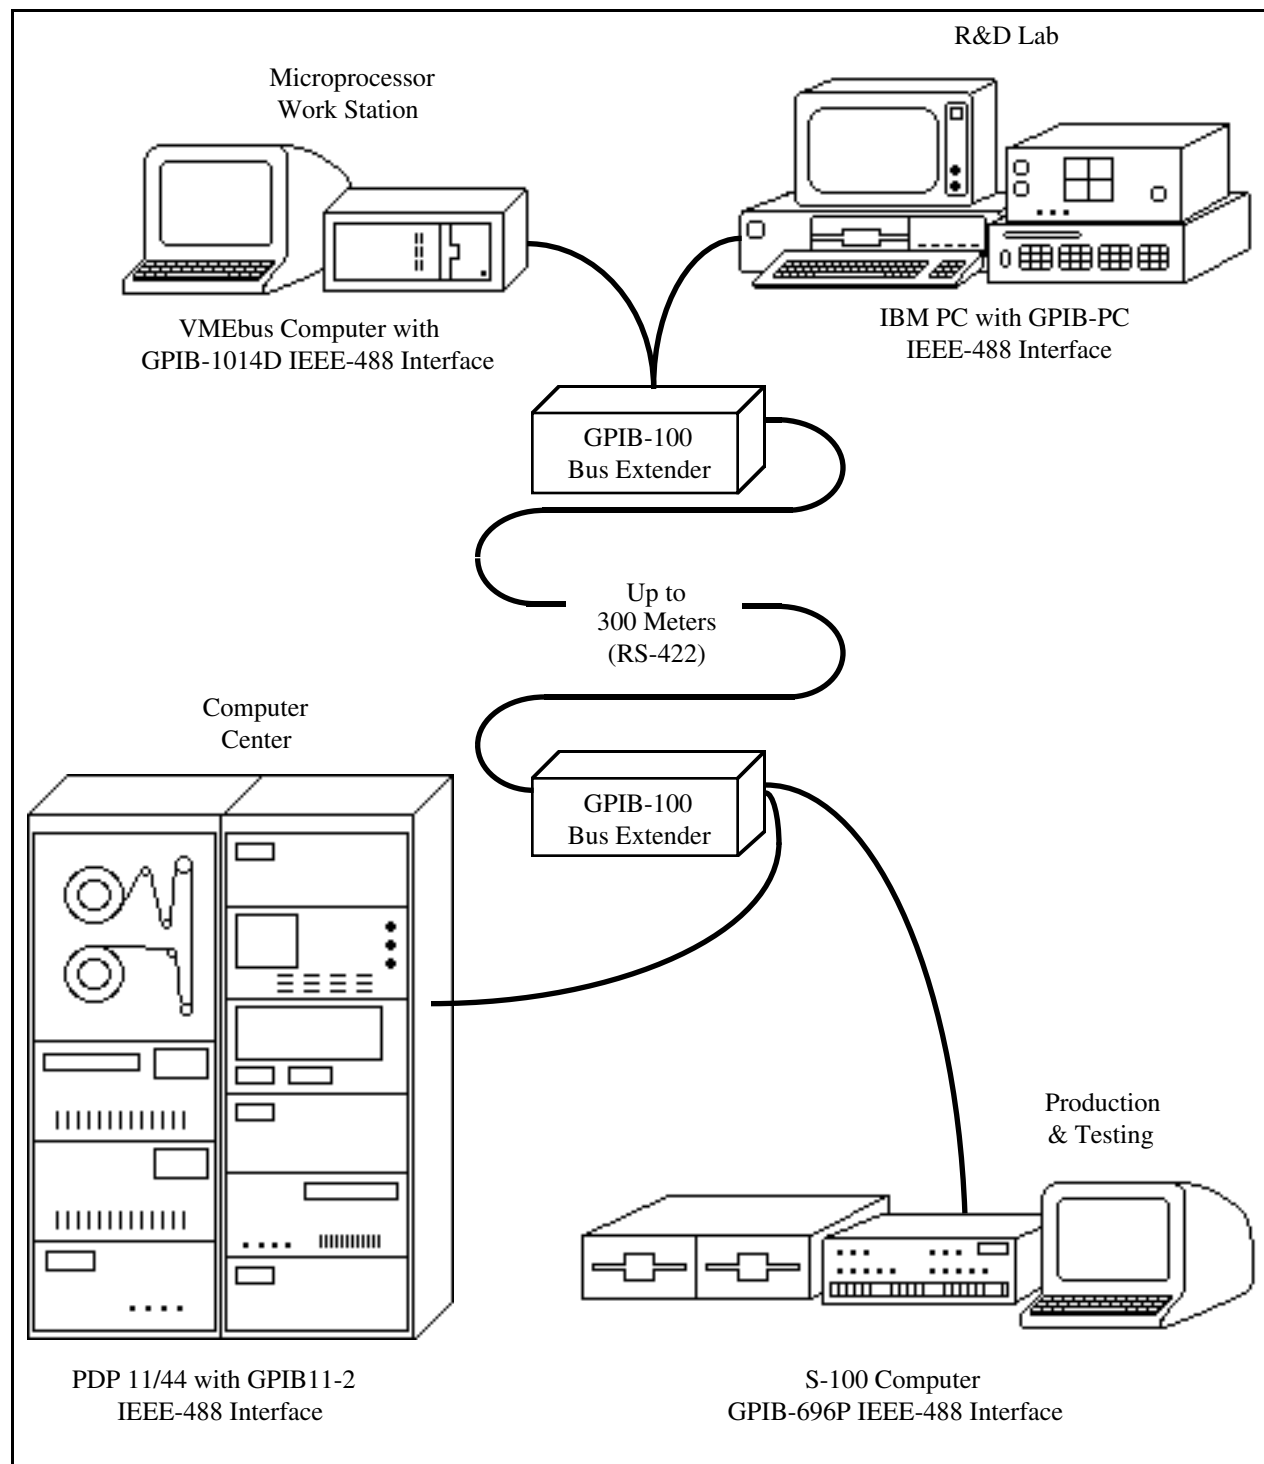 R&D Lab
Microprocessor
Work Station
VMEbus Computer with
GPIB-1014D IEEE-488 Interface
IBM PC with GPIB-PC
IEEE-488 Interface
GPIB-100
Bus Extender
Up to
300 Meters
(RS-422)
Computer
Center
GPIB-100
Bus Extender
Production
& Testing
PDP 11/44 with GPIB11-2
IEEE-488 Interface
S-100 Computer
GPIB-696P IEEE-488 Interface